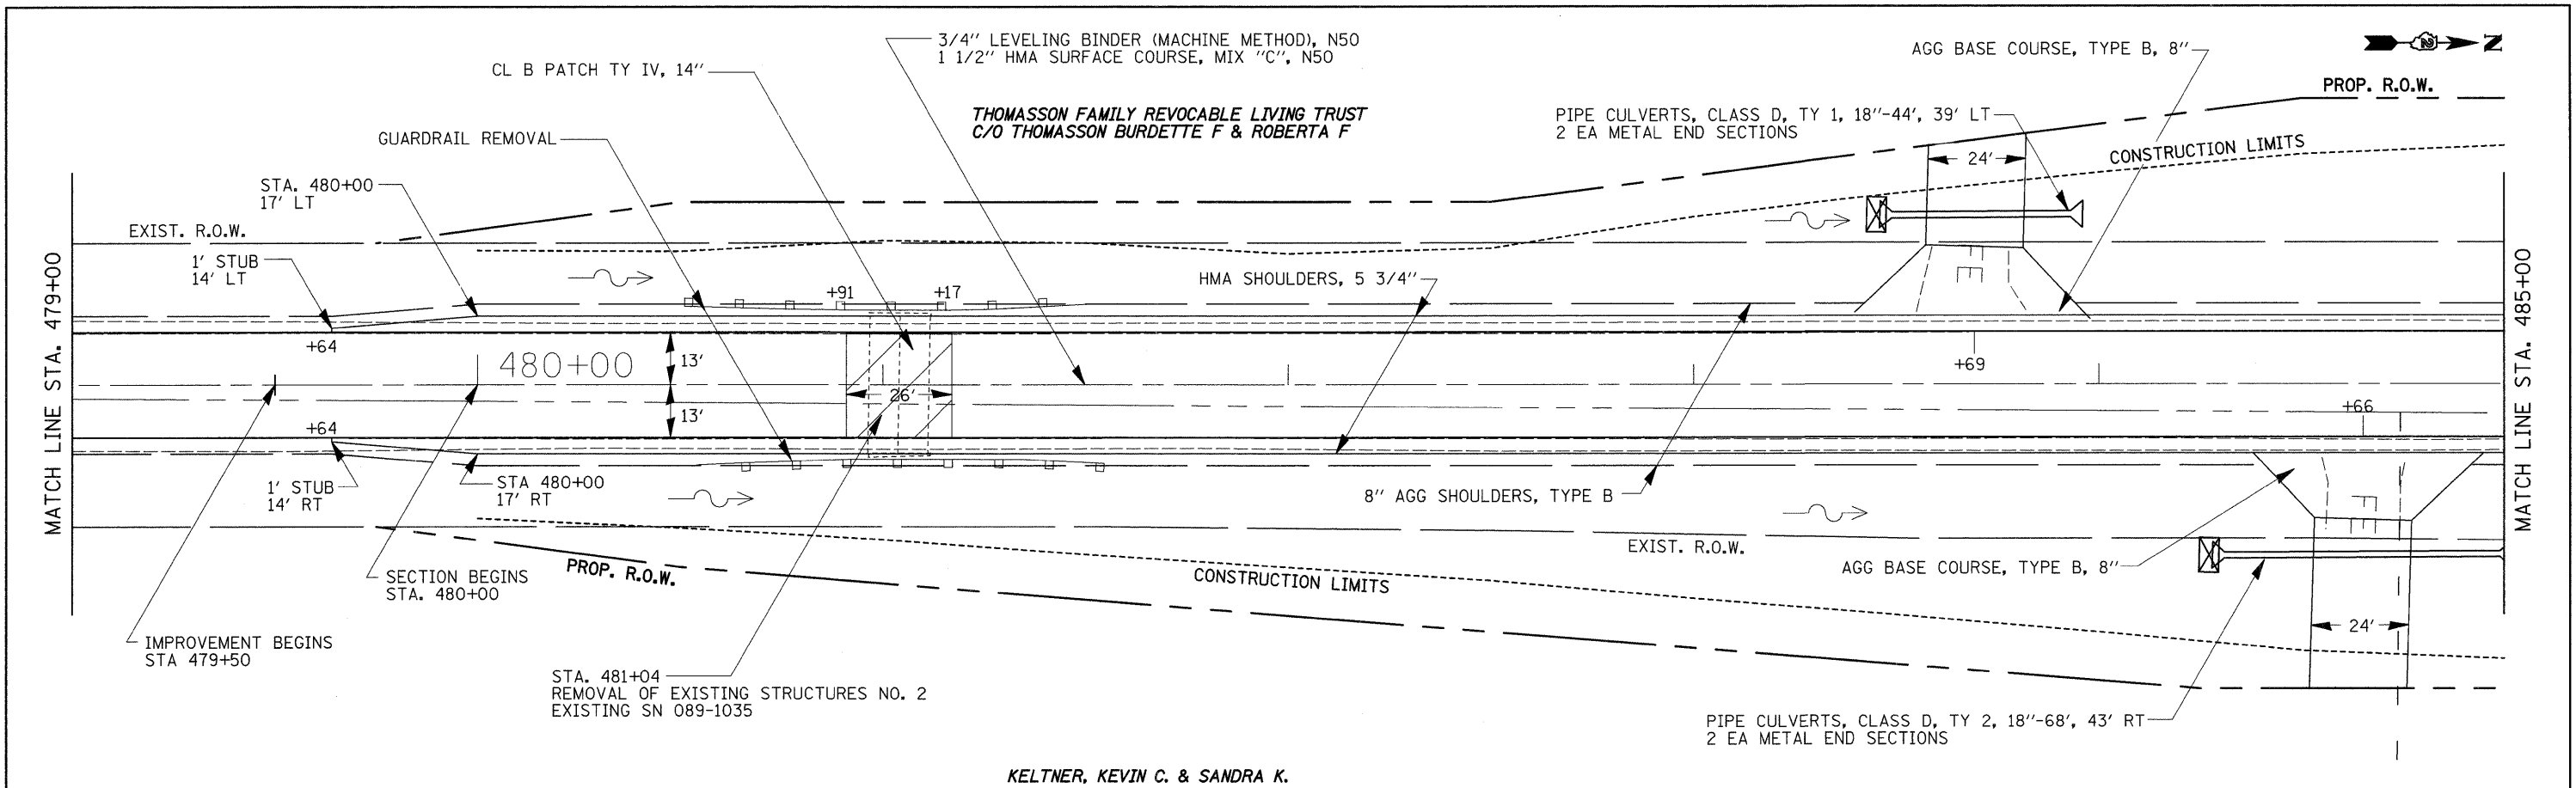 3/4" LEVELING BINDER (MACHINE METHOD), N50
1 1/2" HMA SURFACE COURSE, MIX "C", N50
AGG BASE COURSE, TYPE B, 8"
N
CL B PATCH TY IV, 14"
PROP. R.O.W.
THOMASSON FAMILY REVOCABLE LIVING TRUST
C/O THOMASSON BURDETTE F & ROBERTA F
PIPE CULVERTS, CLASS D, TY 1, 18"-44', 39' LT
2 EA METAL END SECTIONS
GUARDRAIL REMOVAL
CONSTRUCTION LIMITS
24'
STA. 480+00
17' LT
EXIST. R.O.W.
1' STUB
14' LT
MATCH LINE STA. 479+00
HMA SHOULDERS, 5 3/4"
FE
MATCH LINE STA. 485+00
+91
+17
+64
480+00
13'
+69
26'
13'
+66
+64
1' STUB
14' RT
STA 480+00
17' RT
8" AGG SHOULDERS, TYPE B
FE
EXIST. R.O.W.
AGG BASE COURSE, TYPE B, 8"
SECTION BEGINS
STA. 480+00
PROP. R.O.W.
CONSTRUCTION LIMITS
24'
IMPROVEMENT BEGINS
STA 479+50
STA. 481+04
REMOVAL OF EXISTING STRUCTURES NO. 2
EXISTING SN 089-1035
PIPE CULVERTS, CLASS D, TY 2, 18"-68', 43' RT
2 EA METAL END SECTIONS
KELTNER, KEVIN C. & SANDRA K.